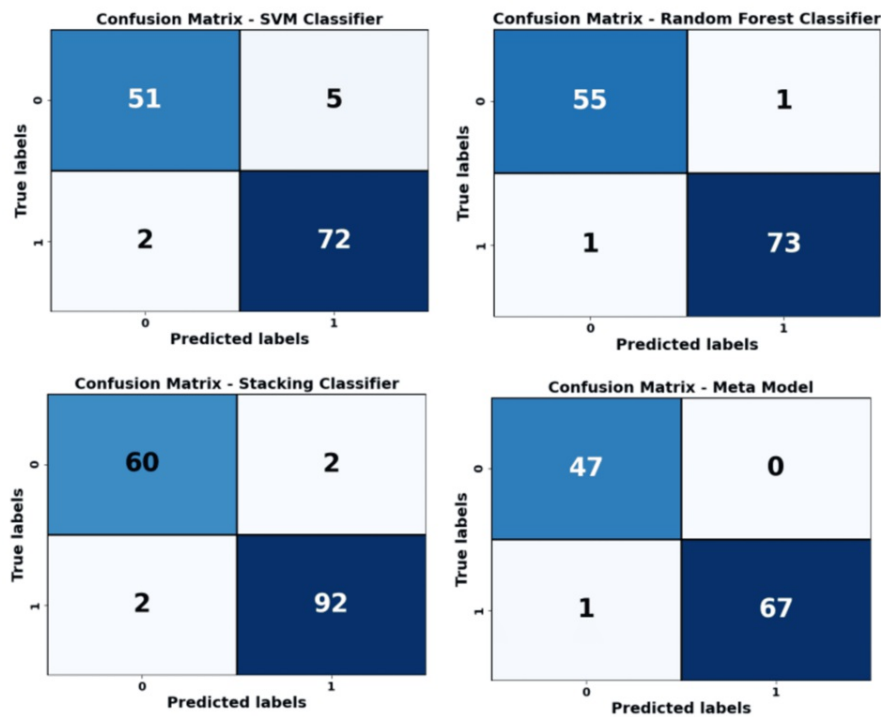 Confusion Matrix - SVM Classifier
True labels
0
51
5
1
2
72
0
1
Predicted labels
Confusion Matrix - Random Forest Classifier
True labels
0
55
1
1
1
73
0
1
Predicted labels
Confusion Matrix - Stacking Classifier
True labels
0
60
2
1
2
92
0
1
Predicted labels
Confusion Matrix - Meta Model
True labels
0
47
0
1
1
67
0
1
Predicted labels